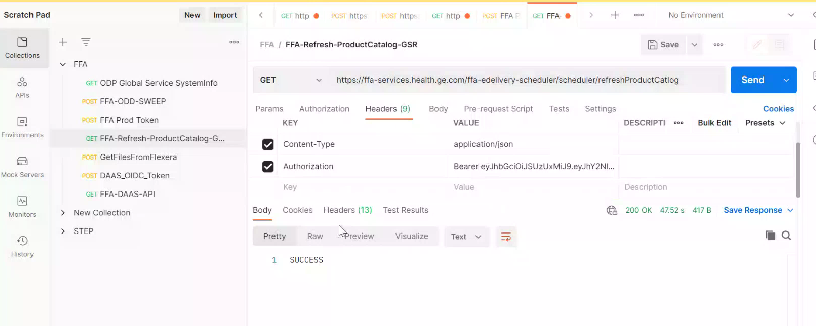 Scratch Pad New Import
GET http POST https POST https GET http POST FFA GET FFA No Environment
Collections
APIs
Environments
Mock Servers
Monitors
History
FFA
GET ODP Global Service SystemInfo
POST FFA-ODD-SWEEP
POST FFA Prod Token
GET FFA-Refresh-ProductCatalog-G...
POST GetFilesFromFlexera
POST DAAS_OIDC_Token
GET FFA-DAAS-API
New Collection
STEP
FFA / FFA-Refresh-ProductCatalog-GSR Save
GET https://ffa-services.health.ge.com/ffa-edelivery-scheduler/scheduler/refreshProductCatlog Send
Params Authorization Headers (9) Body Pre-request Script Tests Settings Cookies
KEY VALUE DESCRIPTI Bulk Edit Presets
Content-Type application/json
Authorization Bearer eyJhbGciOiJSUzUxMiJ9.eyJhY2NI...
Key Value Description
Body Cookies Headers (13) Test Results 200 OK 47.52 s 417 B Save Response
Pretty Raw Preview Visualize Text
1 SUCCESS